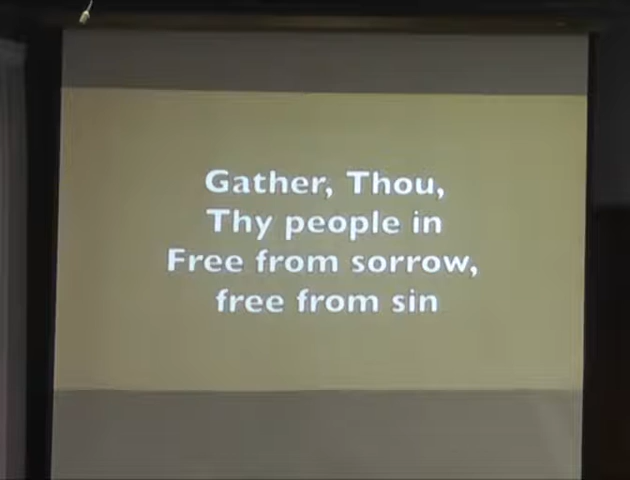 Gather, Thou,
Thy people in
Free from sorrow,
free from sin